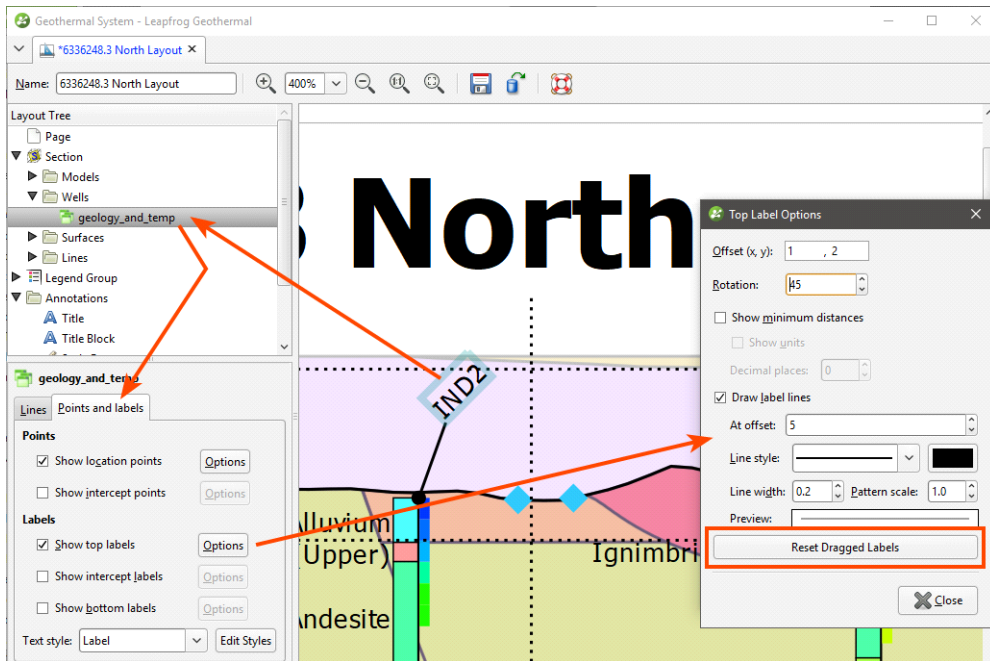 Geothermal System - Leapfrog Geothermal
*6336248.3 North Layout
Name: 6336248.3 North Layout
400%
1:1
Layout Tree
Page
Section
Models
Wells
geology_and_temp
Surfaces
Lines
Legend Group
Annotations
Title
Title Block
geology_and_temp
Lines
Points and labels
Points
Show location points
Options
Show intercept points
Options
Labels
Show top labels
Options
Show intercept labels
Options
Show bottom labels
Options
Text style: Label
Edit Styles
North
IND2
Alluvium
(Upper)
Andesite
Ignimbri
Top Label Options
Offset (x, y): 1 , 2
Rotation: 45
Show minimum distances
Show units
Decimal places: 0
Draw label lines
At offset: 5
Line style:
Line width: 0.2 Pattern scale: 1.0
Preview:
Reset Dragged Labels
Close